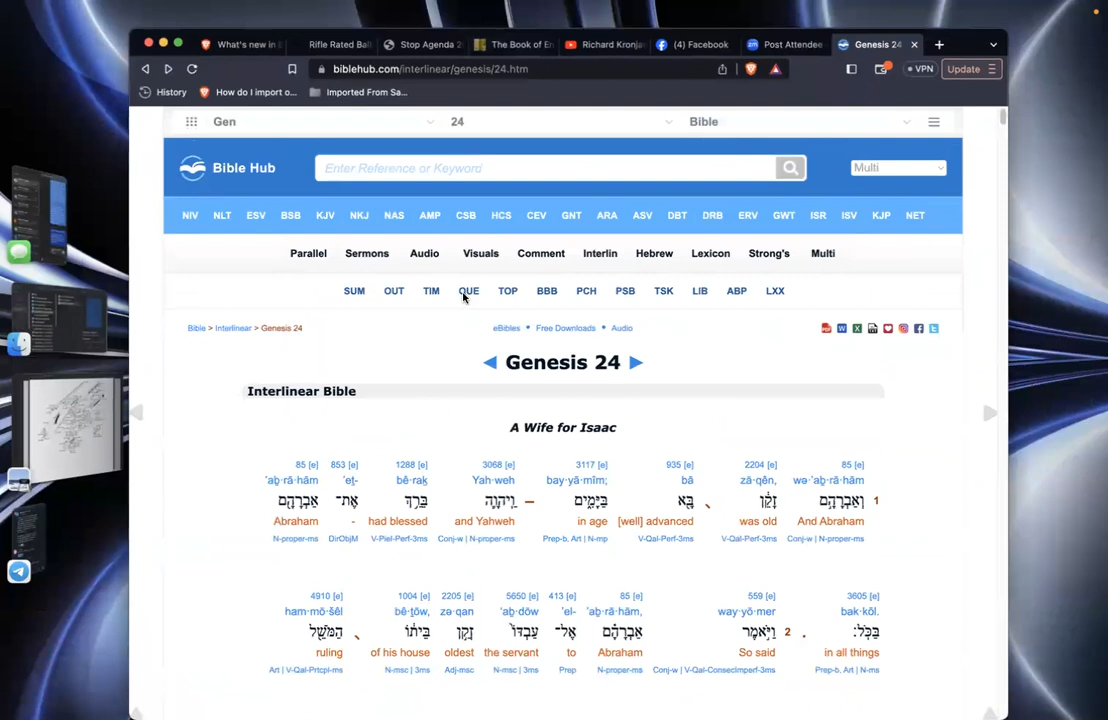 What's new in
Rifle Rated Bal
Stop Agenda 2
The Book of En
Richard Kronja
(4) Facebook
Post Attendee
Genesis 24
biblehub.com/interlinear/genesis/24.htm
VPN
Update
History
How do I import o...
Imported From Sa...
Gen
24
Bible
Bible Hub
Enter Reference or Keyword
Multi
NIV NLT ESV BSB KJV NKJ NAS AMP CSB HCS CEV GNT ARA ASV DBT DRB ERV GWT ISR ISV KJP NET
Parallel Sermons Audio Visuals Comment Interlin Hebrew Lexicon Strong's Multi
SUM OUT TIM QUE TOP BBB PCH PSB TSK LIB ABP LXX
Bible > Interlinear > Genesis 24
eBibles • Free Downloads • Audio
◄ Genesis 24 ►
Interlinear Bible
A Wife for Isaac
85 [e] 853 [e] 1288 [e] 3068 [e] 3117 [e] 935 [e] 2204 [e] 85 [e]
’aḇ·rā·hām ’eṯ- bê·raḵ Yah·weh bay·yā·mîm; bā zā·qên, wə·’aḇ·rā·hām
וְאַבְרָהָ֣ם זָקֵ֔ן 、 בָּ֖א בַּיָּמִ֑ים – וַֽיהוָ֛ה בֵּרַ֥ךְ אֶת־ אַבְרָהָ֖ם 1
Abraham - had blessed and Yahweh in age [well] advanced was old And Abraham
N-proper-ms DirObjM V-Piel-Perf-3ms Conj-w | N-proper-ms Prep-b, Art | N-mp V-Qal-Perf-3ms V-Qal-Perf-3ms Conj-w | N-proper-ms
4910 [e] 1004 [e] 2205 [e] 5650 [e] 413 [e] 85 [e] 559 [e] 3605 [e]
ham·mō·šêl bê·ṯōw, zə·qan ‘aḇ·dōw ’el- ’aḇ·rā·hām, way·yō·mer bak·kōl.
בַּכֹּֽל׃ . 2 וַיֹּ֣אמֶר אַבְרָהָ֗ם אֶל־ עַבְדּוֹ֙ זְקַ֣ן בֵּית֔וֹ 、 הַמֹּשֵׁ֖ל
ruling of his house oldest the servant to Abraham So said in all things
Art | V-Qal-Prtcpl-ms N-msc | 3ms Adj-msc N-msc | 3ms Prep N-proper-ms Conj-w | V-Qal-ConsecImperf-3ms Prep-b, Art | N-ms